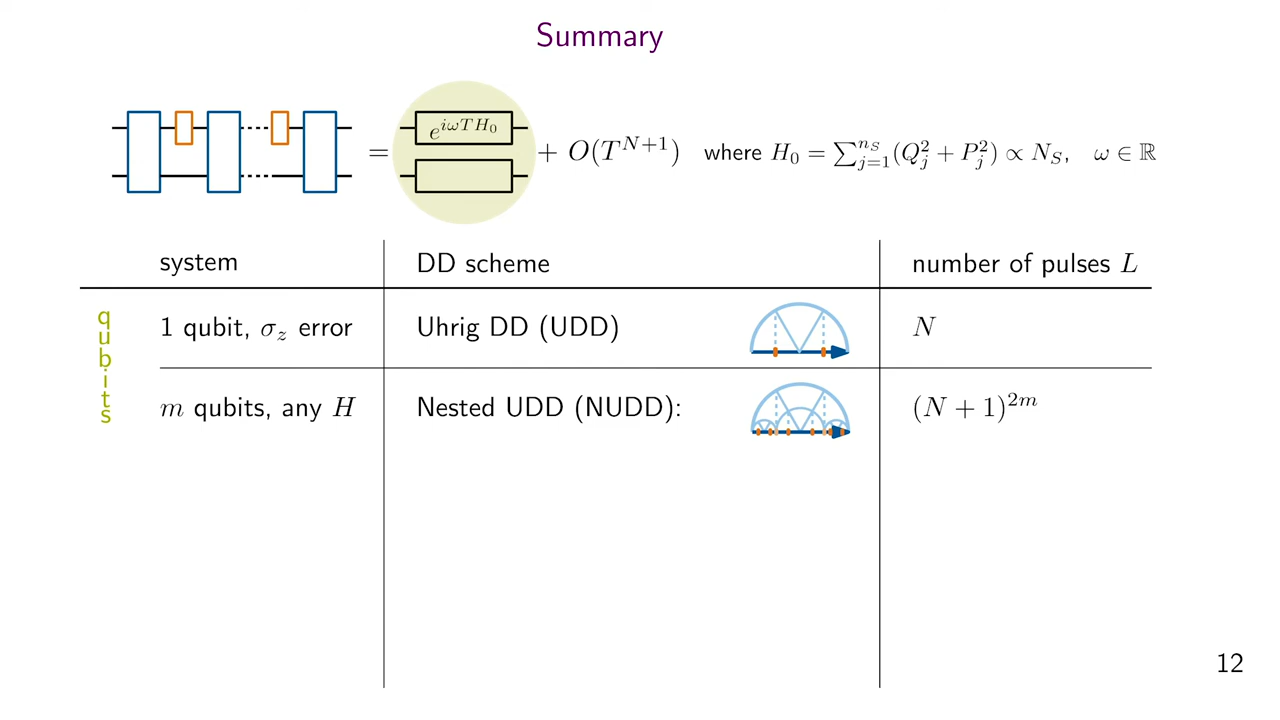 Summary
= e^{iωTH_0} + O(T^{N+1}) where H_0 = ∑_{j=1}^{n_S}(Q_j^2 + P_j^2) ∝ N_S, ω ∈ ℝ
system DD scheme number of pulses L
qubits
1 qubit, σ_z error Uhrig DD (UDD) N
m qubits, any H Nested UDD (NUDD): (N + 1)^{2m}
12